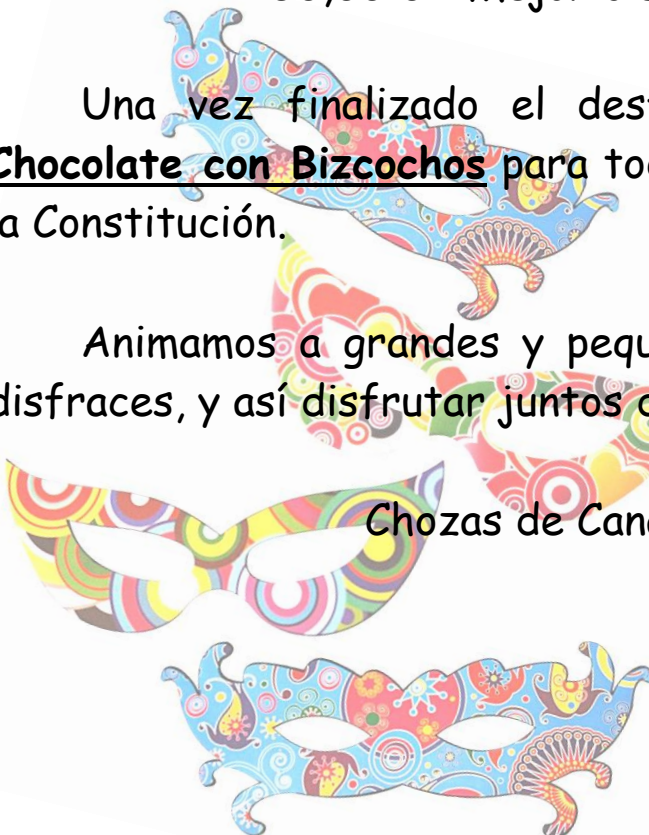 Una vez finalizado el des
Chocolate con Bizcochos para to
a Constitución.
Animamos a grandes y pequ
disfraces, y así disfrutar juntos
Chozas de Can